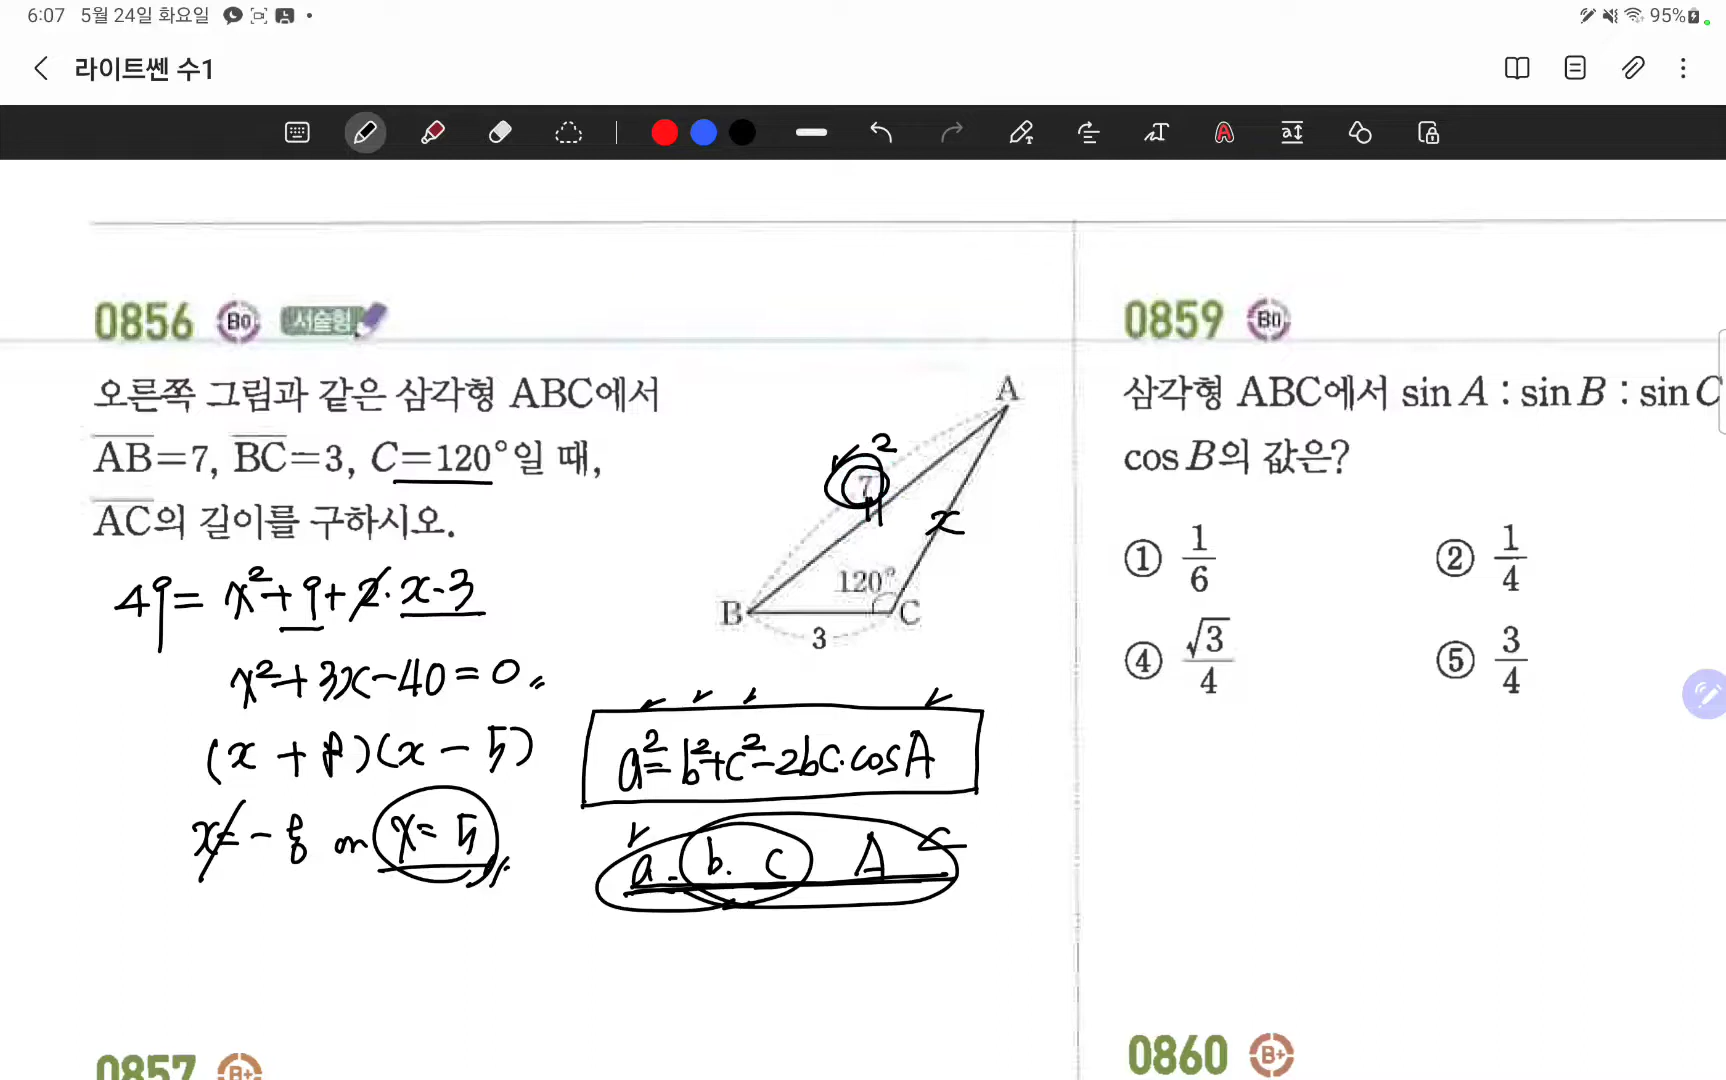 6:07 5월 24일 화요일 95%
라이트쎈 수1
0856 B0 서술형
오른쪽 그림과 같은 삼각형 ABC에서
AB=7, BC=3, C=120°일 때,
AC의 길이를 구하시오.
A
7
2
x
120°
B
C
3
49= x²+9+2·x·3
x²+3x-40=0
(x+8)(x-5)
x=-8 or x=5
a²=b²+c²-2bc·cosA
a. b. c A
0857 B+
0859 B0
삼각형 ABC에서 sin A : sin B : sin C
cos B의 값은?
① 1/6 ② 1/4
④ √3/4 ⑤ 3/4
0860 B+